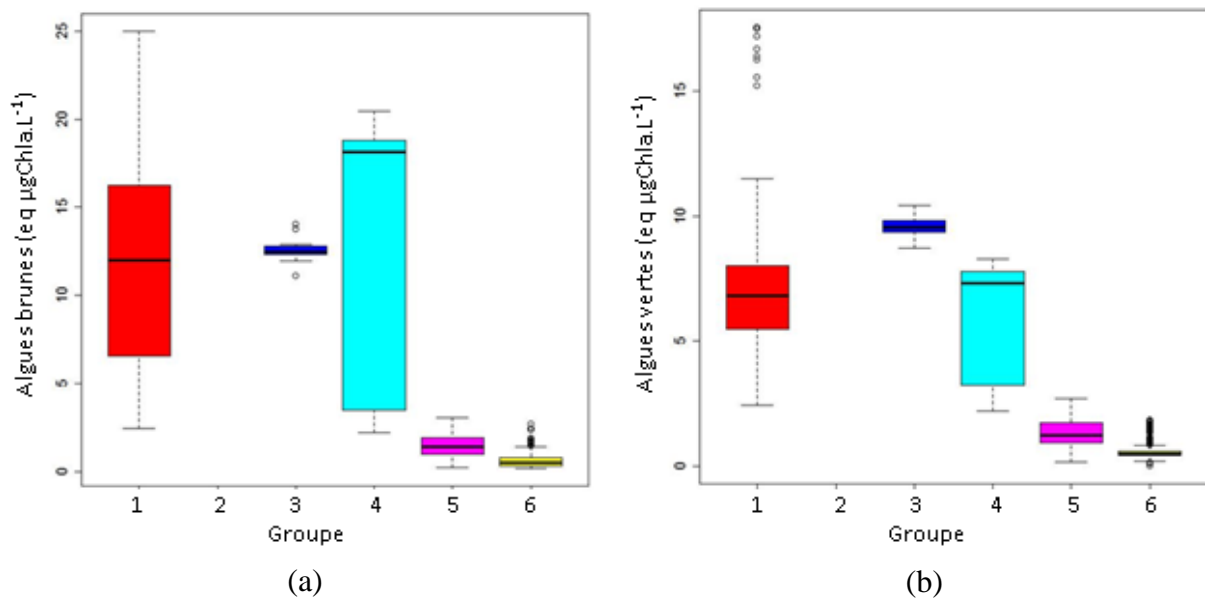 Algues brunes (eq µgChla.L⁻¹)
25
20
15
10
5
0
1 2 3 4 5 6
Groupe
(a)
Algues vertes (eq µgChla.L⁻¹)
15
10
5
0
1 2 3 4 5 6
Groupe
(b)